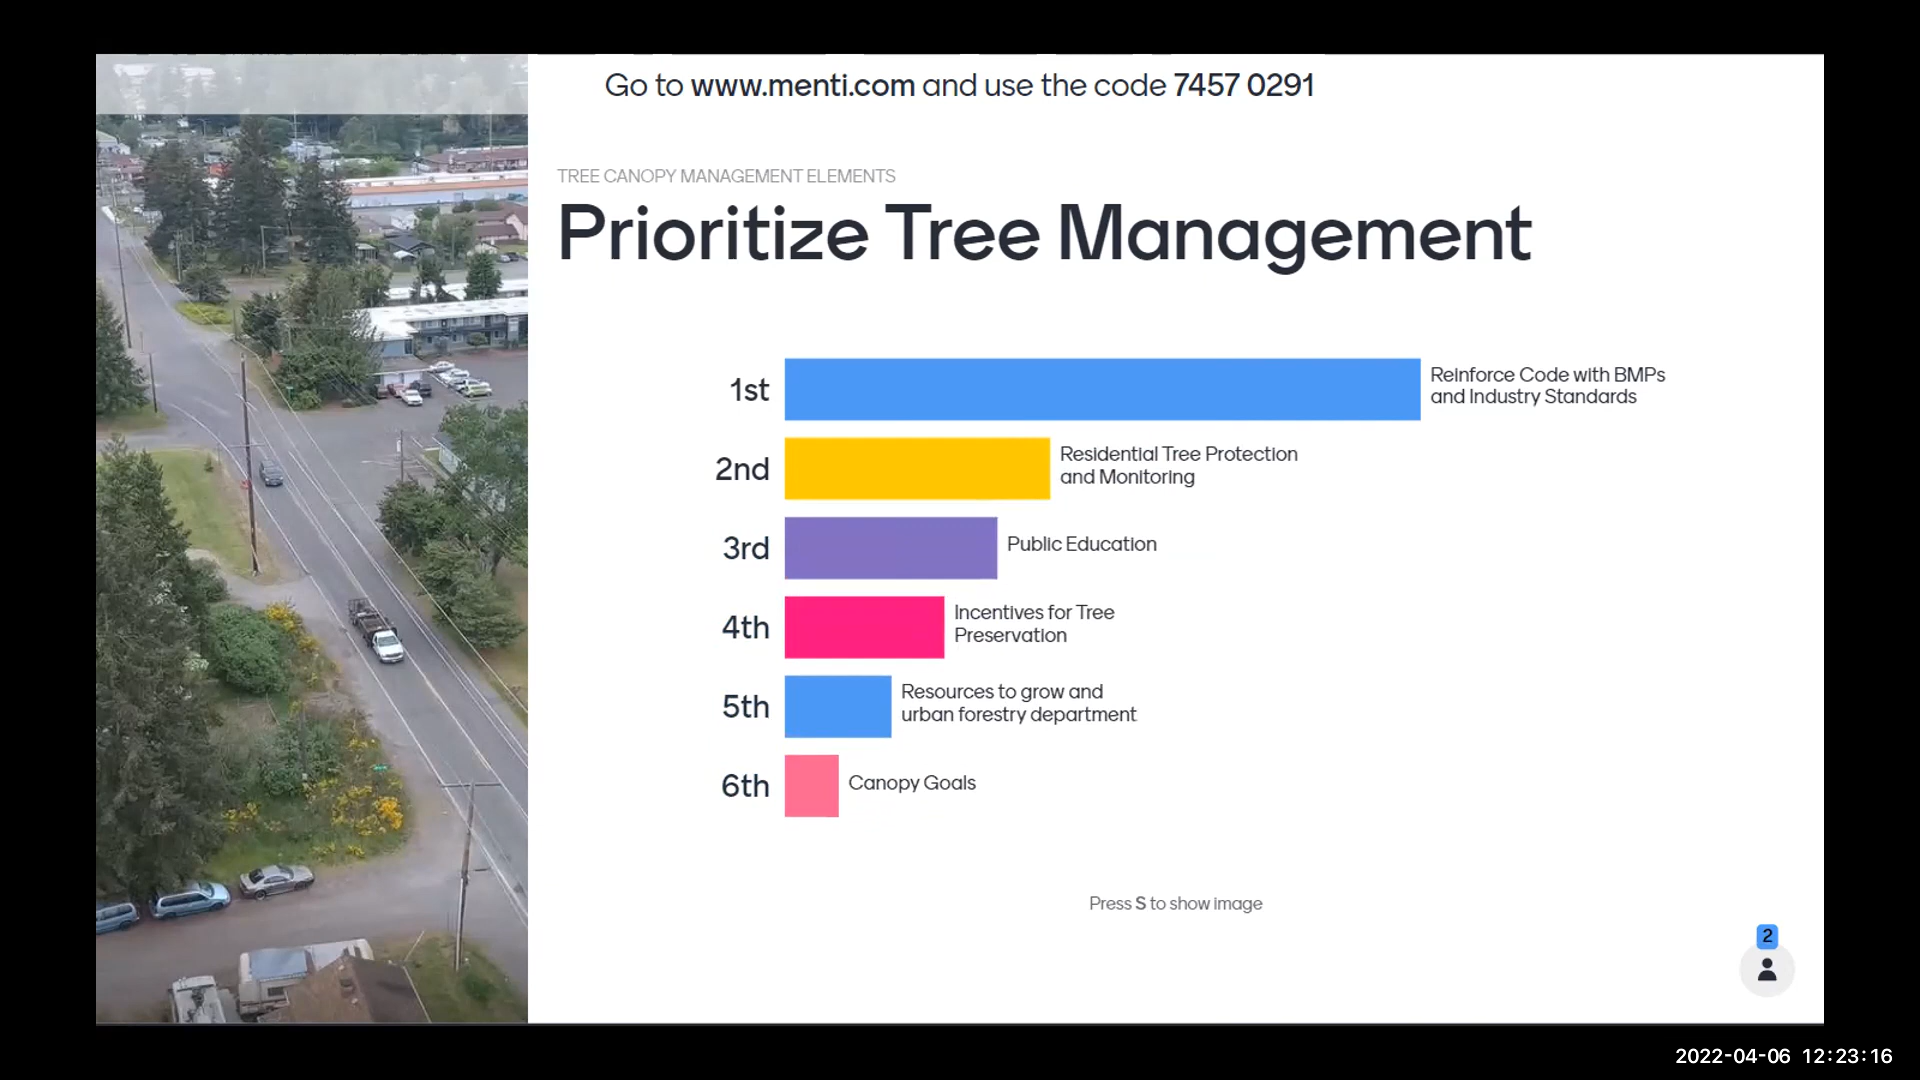 Go to www.menti.com and use the code 7457 0291
TREE CANOPY MANAGEMENT ELEMENTS
Prioritize Tree Management
1st
Reinforce Code with BMPs
and Industry Standards
2nd
Residential Tree Protection
and Monitoring
3rd
Public Education
4th
Incentives for Tree
Preservation
5th
Resources to grow and
urban forestry department
6th
Canopy Goals
Press S to show image
2
2022-04-06 12:23:16